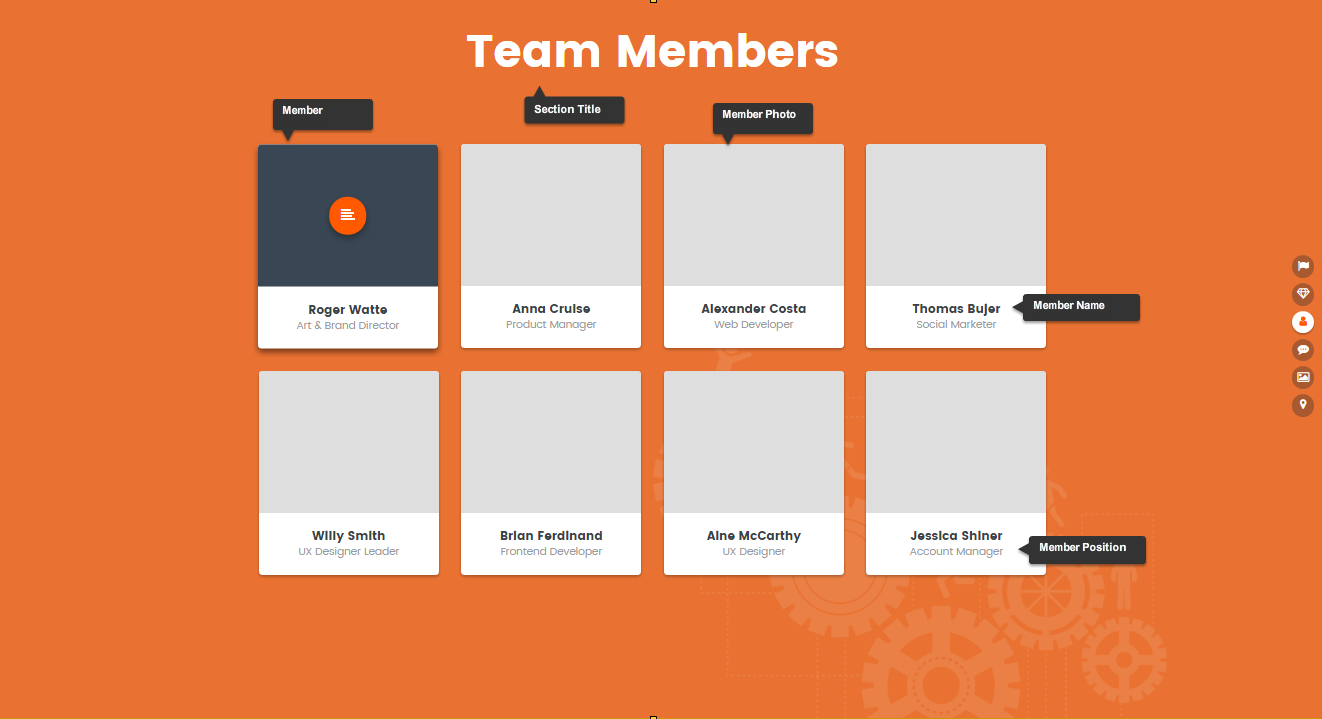 Team Members
Member
Section Title
Member Photo
Roger Watte
Art & Brand Director
Anna Cruise
Product Manager
Alexander Costa
Web Developer
Thomas Bujer
Social Marketer
Member Name
Willy Smith
UX Designer Leader
Brian Ferdinand
Frontend Developer
Aine McCarthy
UX Designer
Jessica Shiner
Account Manager
Member Position